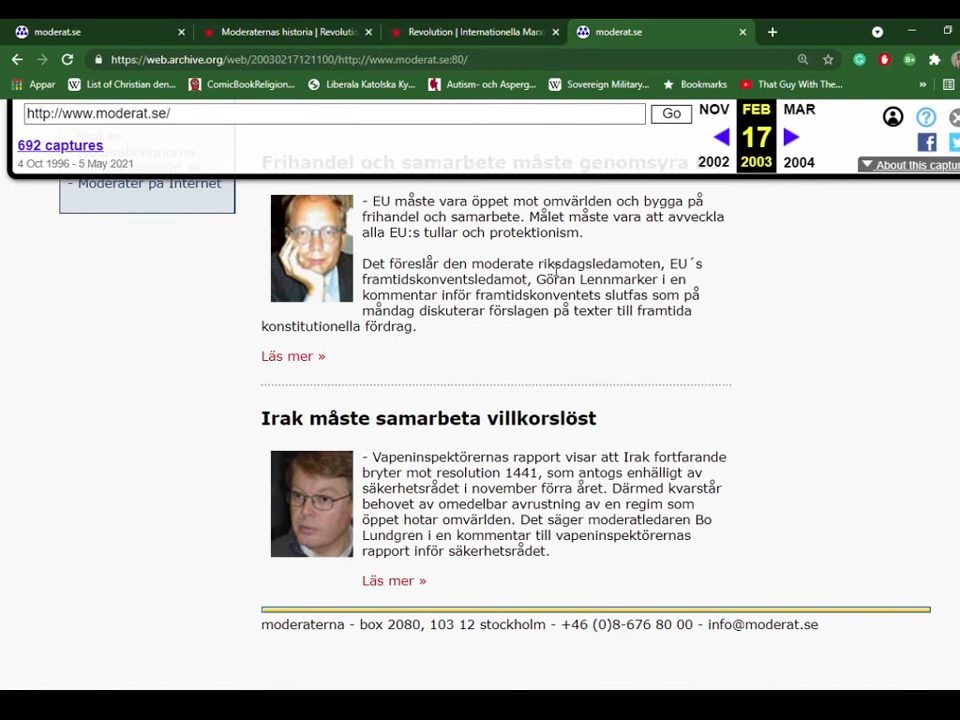 moderat.se
Moderaternas historia | Revolutio
Revolution | Internationella Marx
moderat.se
https://web.archive.org/web/20030217121100/http://www.moderat.se:80/
Appar
List of Christian den...
ComicBookReligion...
Liberala Katolska Ky...
Autism- och Asperg...
Sovereign Military...
Bookmarks
That Guy With The...
»
http://www.moderat.se/
Go
NOV
FEB
MAR
692 captures
17
4 Oct 1996 - 5 May 2021
2002
2003
2004
About this captur
- Moderater på Internet
Frihandel och samarbete måste genomsyra
- EU måste vara öppet mot omvärlden och bygga på
frihandel och samarbete. Målet måste vara att avveckla
alla EU:s tullar och protektionism.
Det föreslår den moderate riksdagsledamoten, EU´s
framtidskonventsledamot, Göran Lennmarker i en
kommentar inför framtidskonventets slutfas som på
måndag diskuterar förslagen på texter till framtida
konstitutionella fördrag.
Läs mer »
Irak måste samarbeta villkorslöst
- Vapeninspektörernas rapport visar att Irak fortfarande
bryter mot resolution 1441, som antogs enhälligt av
säkerhetsrådet i november förra året. Därmed kvarstår
behovet av omedelbar avrustning av en regim som
öppet hotar omvärlden. Det säger moderatledaren Bo
Lundgren i en kommentar till vapeninspektörernas
rapport inför säkerhetsrådet.
Läs mer »
moderaterna - box 2080, 103 12 stockholm - +46 (0)8-676 80 00 - info@moderat.se